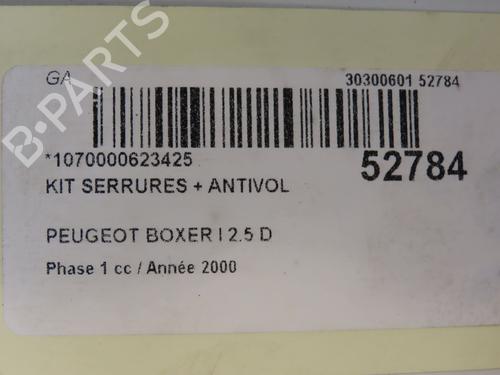 GA
30300601 52784
*1070000623425
52784
KIT SERRURES + ANTIVOL
PEUGEOT BOXER I 2.5 D
Phase 1 cc / Année 2000
B-PARTS